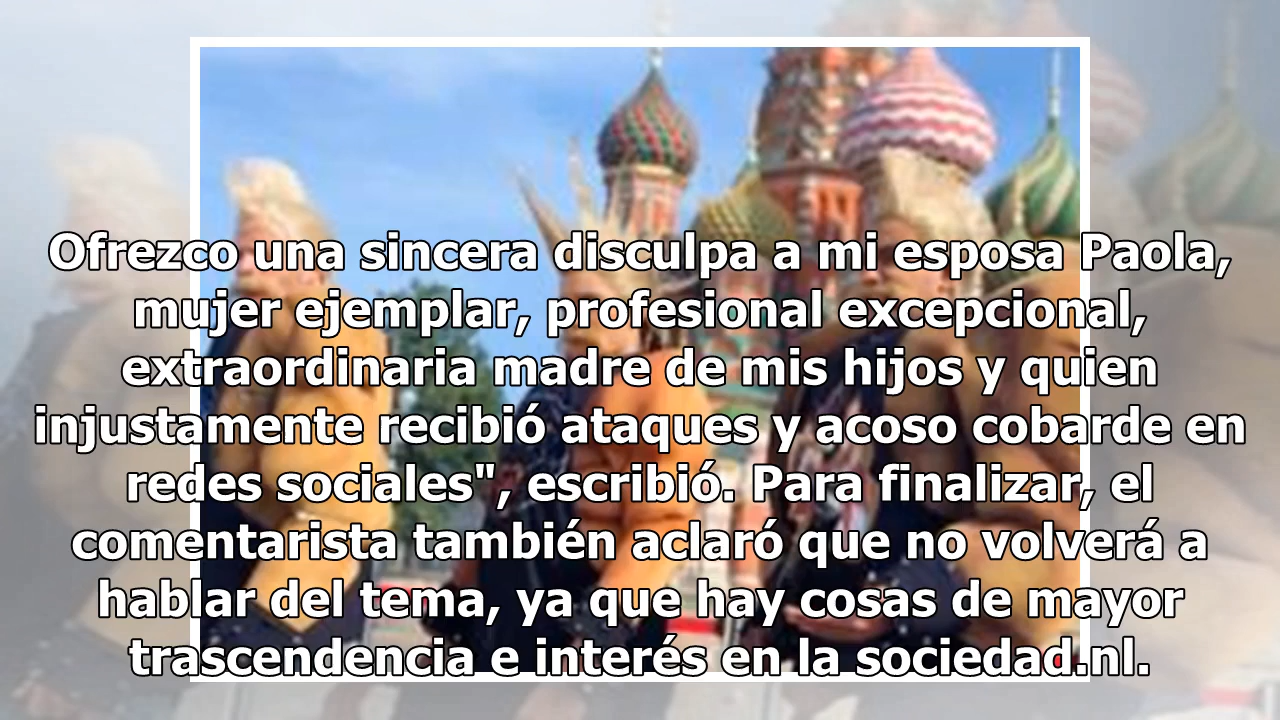 Ofrezco una sincera disculpa a mi esposa Paola,
mujer ejemplar, profesional excepcional,
extraordinaria madre de mis hijos y quien
injustamente recibió ataques y acoso cobarde en
redes sociales", escribió. Para finalizar, el
comentarista también aclaró que no volverá a
hablar del tema, ya que hay cosas de mayor
trascendencia e interés en la sociedad.nl.